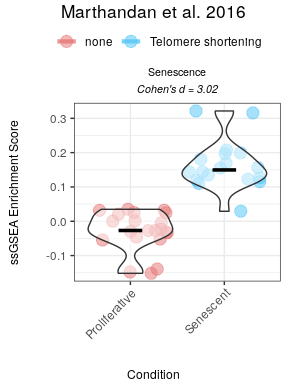 Marthandan et al. 2016
none Telomere shortening
Senescence
Cohen's d = 3.02
ssGSEA Enrichment Score
0.3
0.2
0.1
0.0
-0.1
Proliferative
Senescent
Condition